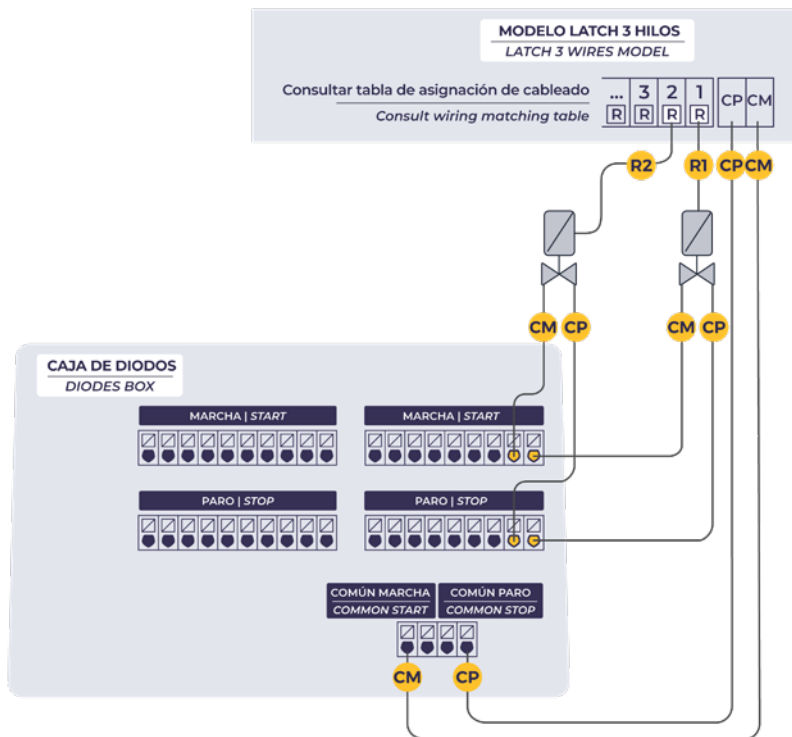 MODELO LATCH 3 HILOS
LATCH 3 WIRES MODEL
Consultar tabla de asignación de cableado
Consult wiring matching table
... 3 2 1 CP CM
R R R R
R2 R1 CP CM
CM CP CM CP
CAJA DE DIODOS
DIODES BOX
MARCHA | START MARCHA | START
PARO | STOP PARO | STOP
COMÚN MARCHA COMÚN PARO
COMMON START COMMON STOP
CM CP